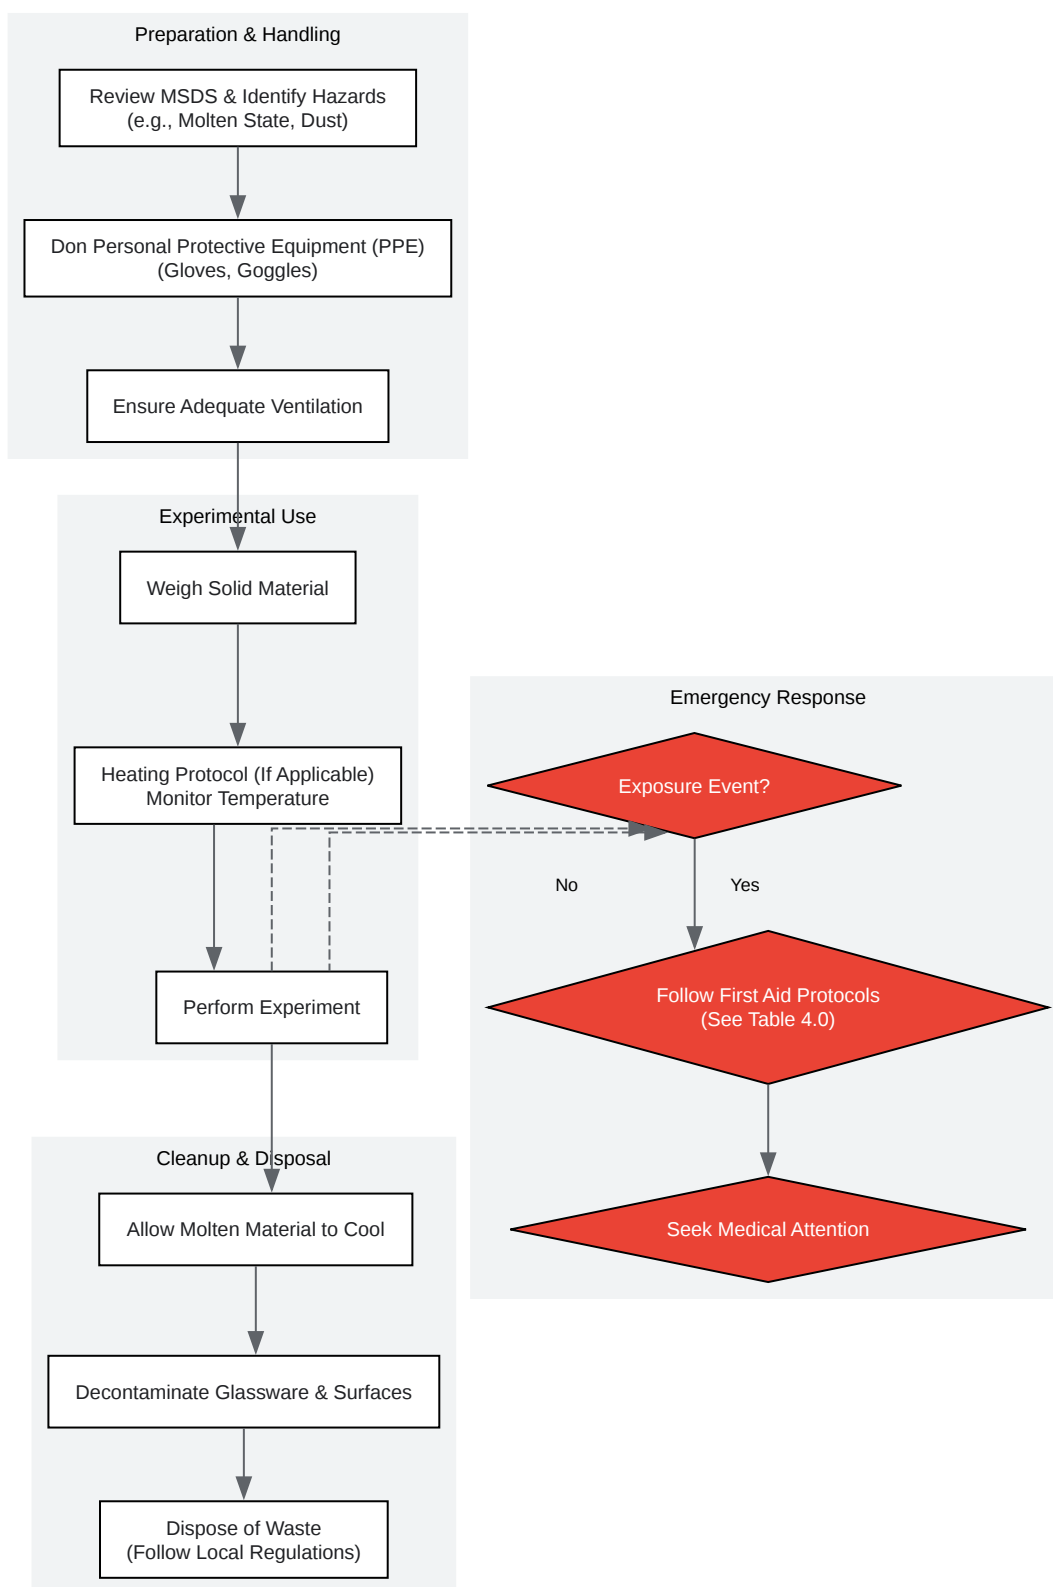 Preparation & Handling
Review MSDS & Identify Hazards
(e.g., Molten State, Dust)
Don Personal Protective Equipment (PPE)
(Gloves, Goggles)
Ensure Adequate Ventilation
Experimental Use
Weigh Solid Material
Heating Protocol (If Applicable)
Monitor Temperature
Perform Experiment
Emergency Response
Exposure Event?
No
Yes
Follow First Aid Protocols
(See Table 4.0)
Seek Medical Attention
Cleanup & Disposal
Allow Molten Material to Cool
Decontaminate Glassware & Surfaces
Dispose of Waste
(Follow Local Regulations)